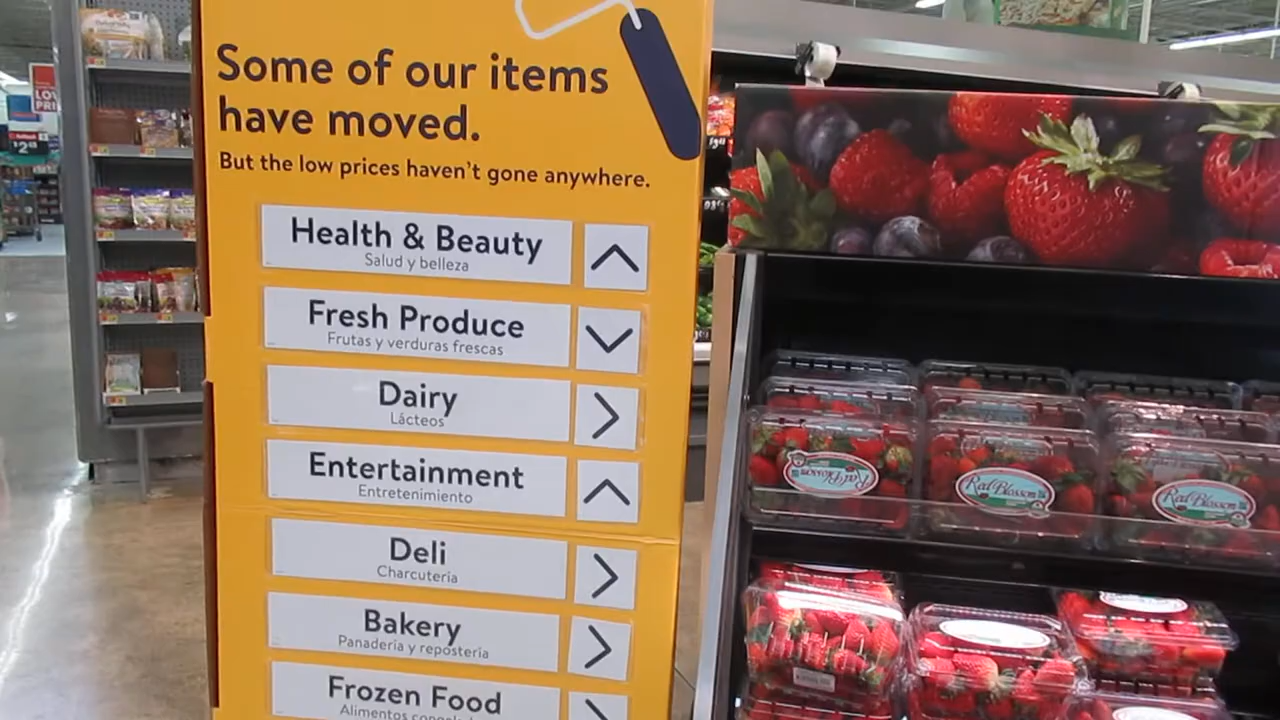 Some of our items
have moved.
But the low prices haven't gone anywhere.
Health & Beauty
Salud y belleza
Fresh Produce
Frutas y verduras frescas
Dairy
Lácteos
Entertainment
Entretenimiento
Deli
Charcutería
Bakery
Panadería y repostería
Frozen Food
Alimentos
Red Blossom
Red Blossom
Red Blossom